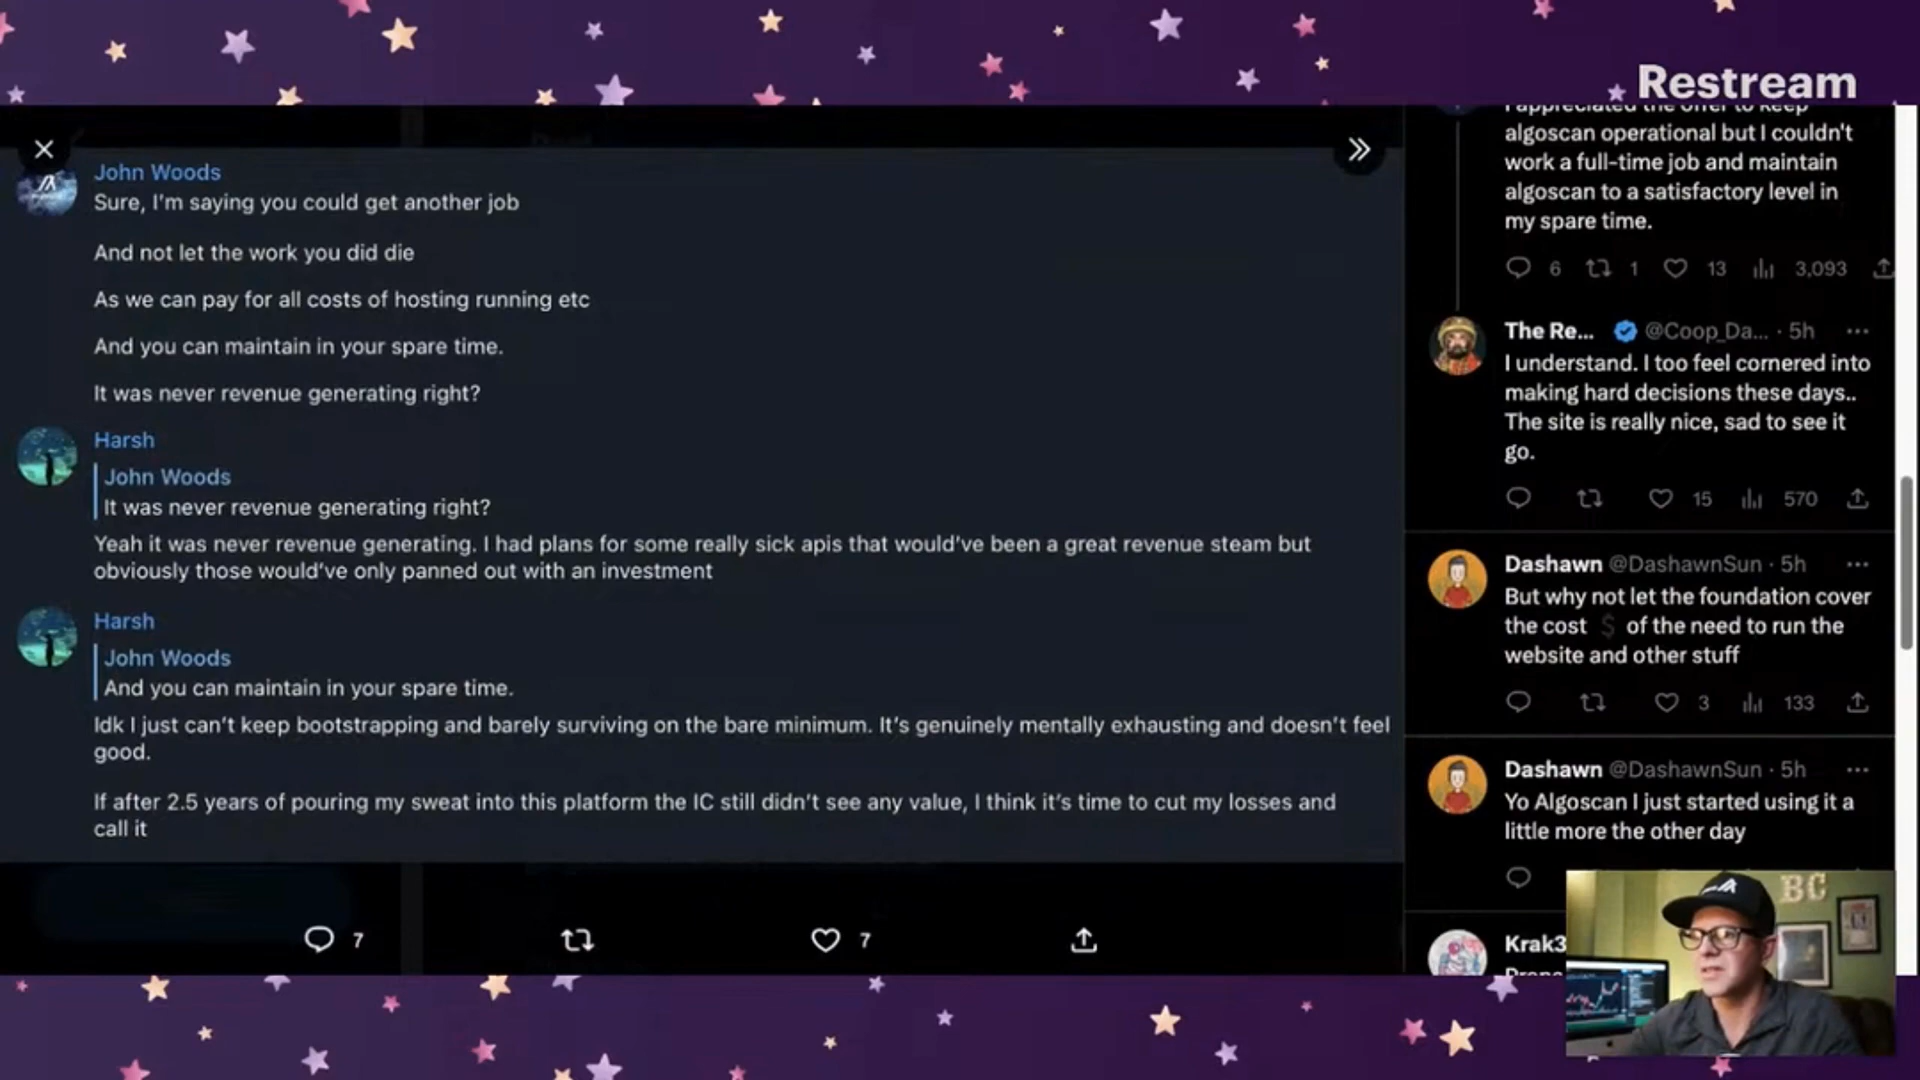 Restream
John Woods
Sure, I'm saying you could get another job
And not let the work you did die
As we can pay for all costs of hosting running etc
And you can maintain in your spare time.
It was never revenue generating right?
Harsh
John Woods
It was never revenue generating right?
Yeah it was never revenue generating. I had plans for some really sick apis that would've been a great revenue steam but
obviously those would've only panned out with an investment
Harsh
John Woods
And you can maintain in your spare time.
Idk I just can't keep bootstrapping and barely surviving on the bare minimum. It's genuinely mentally exhausting and doesn't feel
good.
If after 2.5 years of pouring my sweat into this platform the IC still didn't see any value, I think it's time to cut my losses and
call it
7
7
I appreciated the offer to keep
algoscan operational but I couldn't
work a full-time job and maintain
algoscan to a satisfactory level in
my spare time.
6 1 13 3,093
The Re... @Coop_Da... · 5h
I understand. I too feel cornered into
making hard decisions these days..
The site is really nice, sad to see it
go.
15 570
Dashawn @DashawnSun · 5h
But why not let the foundation cover
the cost $ of the need to run the
website and other stuff
3 133
Dashawn @DashawnSun · 5h
Yo Algoscan I just started using it a
little more the other day
Krak3
BC